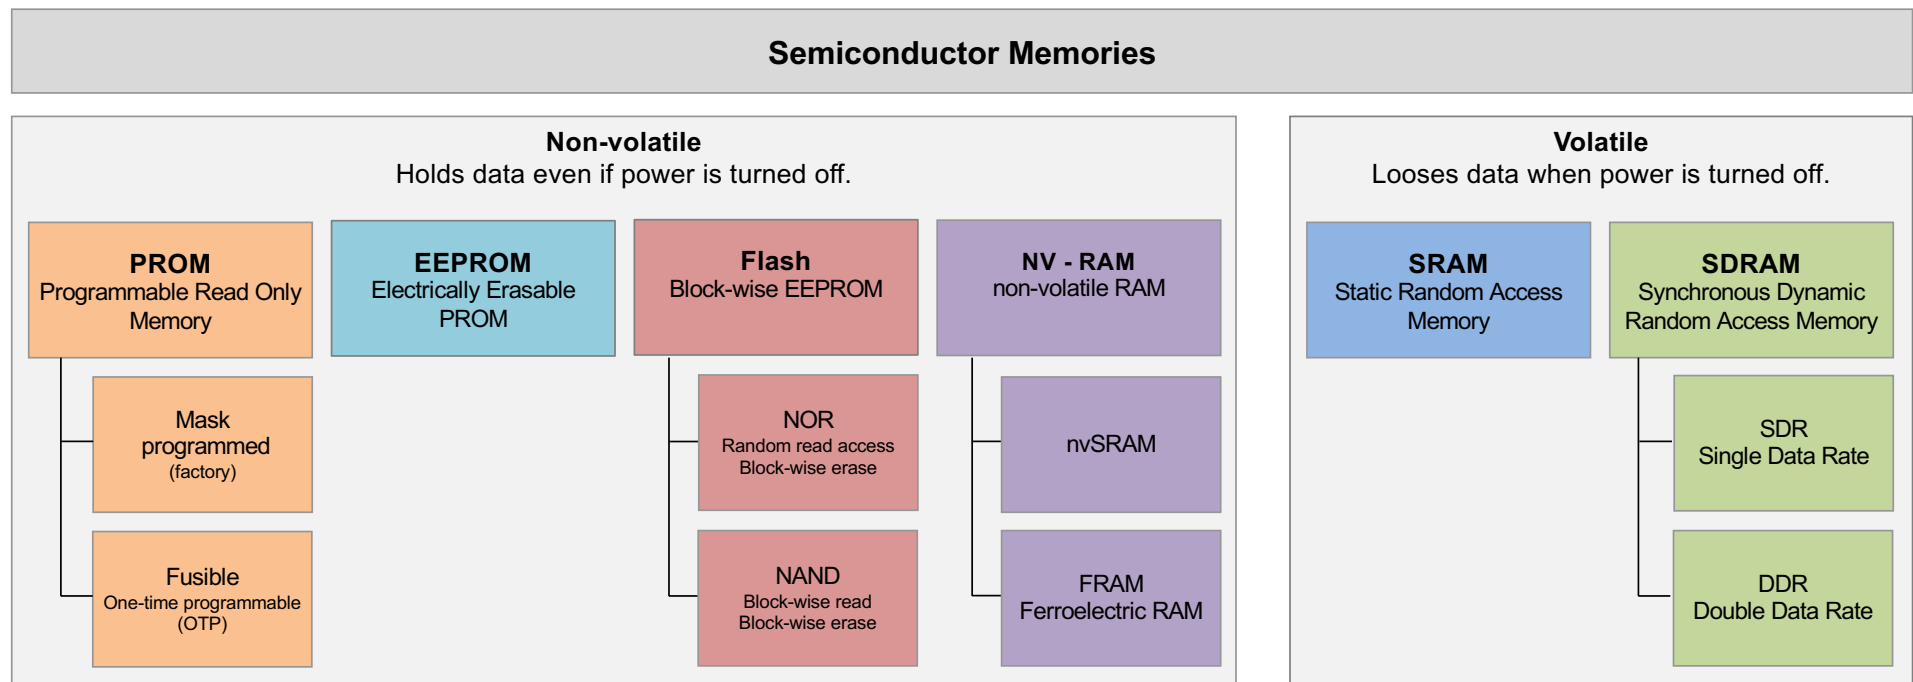 Semiconductor Memories
Non-volatile
Holds data even if power is turned off.
PROM
Programmable Read Only
Memory
Mask
programmed
(factory)
Fusible
One-time programmable
(OTP)
EEPROM
Electrically Erasable
PROM
Flash
Block-wise EEPROM
NOR
Random read access
Block-wise erase
NAND
Block-wise read
Block-wise erase
NV - RAM
non-volatile RAM
nvSRAM
FRAM
Ferroelectric RAM
Volatile
Looses data when power is turned off.
SRAM
Static Random Access
Memory
SDRAM
Synchronous Dynamic
Random Access Memory
SDR
Single Data Rate
DDR
Double Data Rate